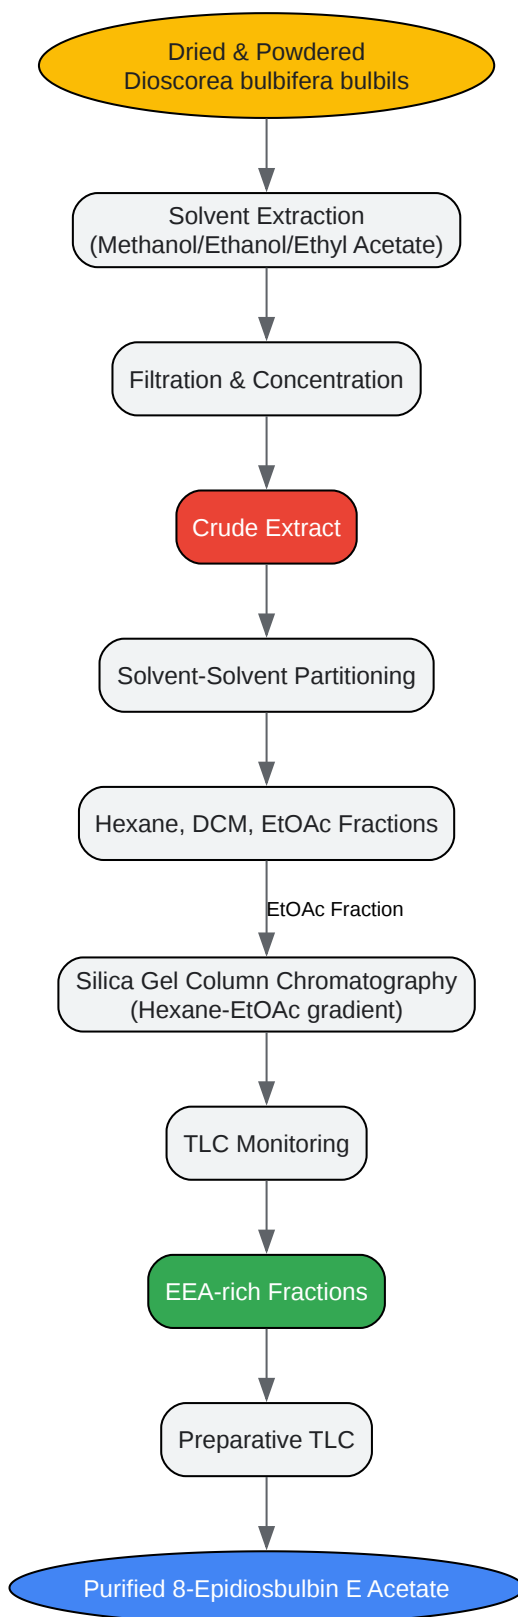 Dried & Powdered
Dioscorea bulbifera bulbils
Solvent Extraction
(Methanol/Ethanol/Ethyl Acetate)
Filtration & Concentration
Crude Extract
Solvent-Solvent Partitioning
Hexane, DCM, EtOAc Fractions
EtOAc Fraction
Silica Gel Column Chromatography
(Hexane-EtOAc gradient)
TLC Monitoring
EEA-rich Fractions
Preparative TLC
Purified 8-Epidiosbulbin E Acetate